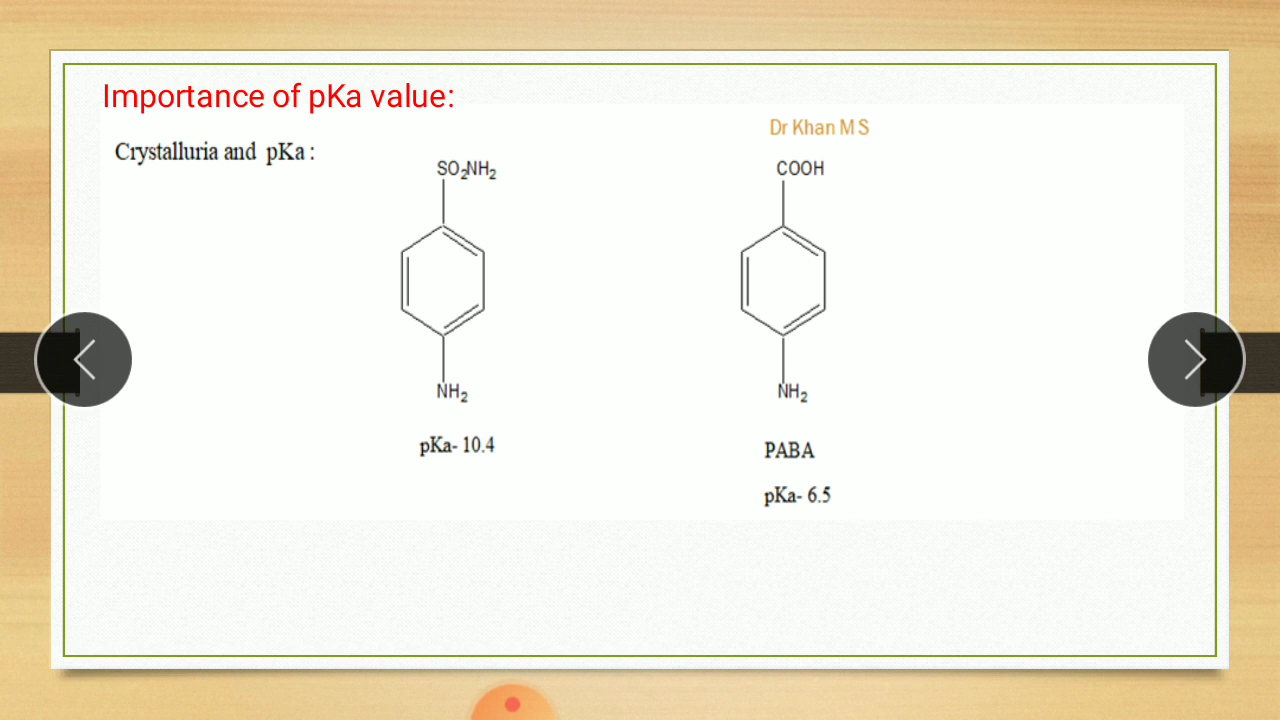 Importance of pKa value:
Dr Khan M S
Crystalluria and pKa :
SO2NH2
COOH
NH2
NH2
pKa- 10.4
PABA
pKa- 6.5